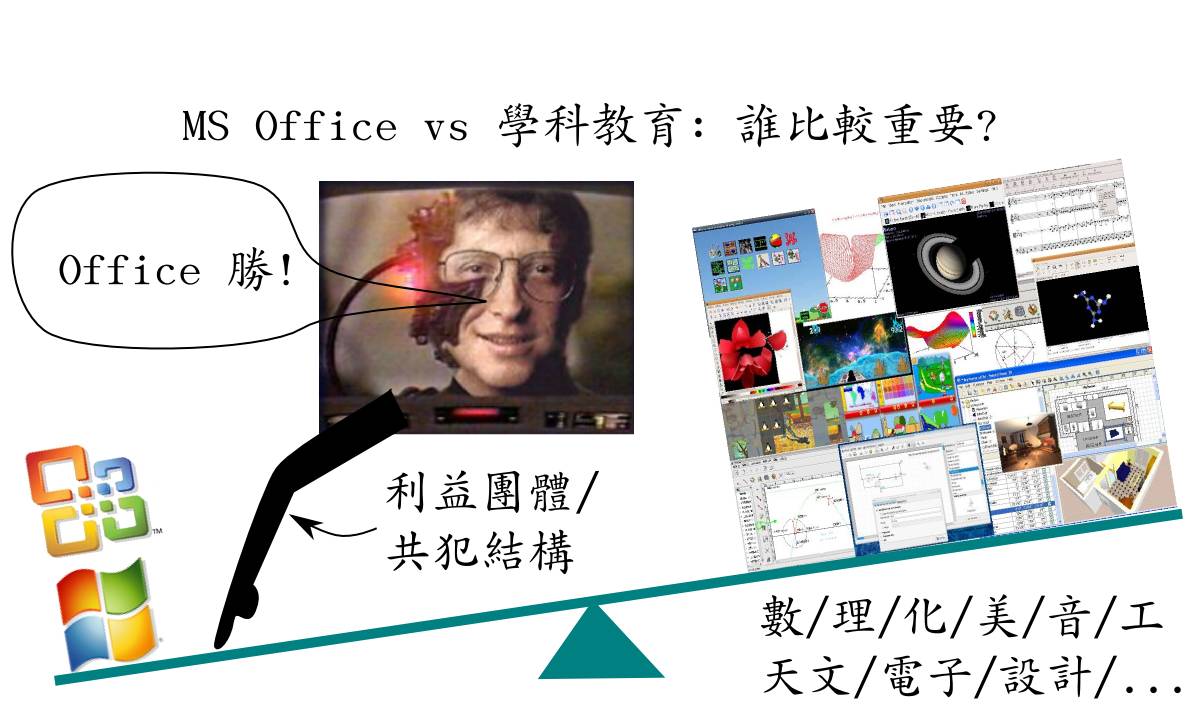 MS Office vs 學科教育: 誰比較重要?
Office 勝!
TM
利益團體/
共犯結構
數/理/化/美/音/工
天文/電子/設計/...